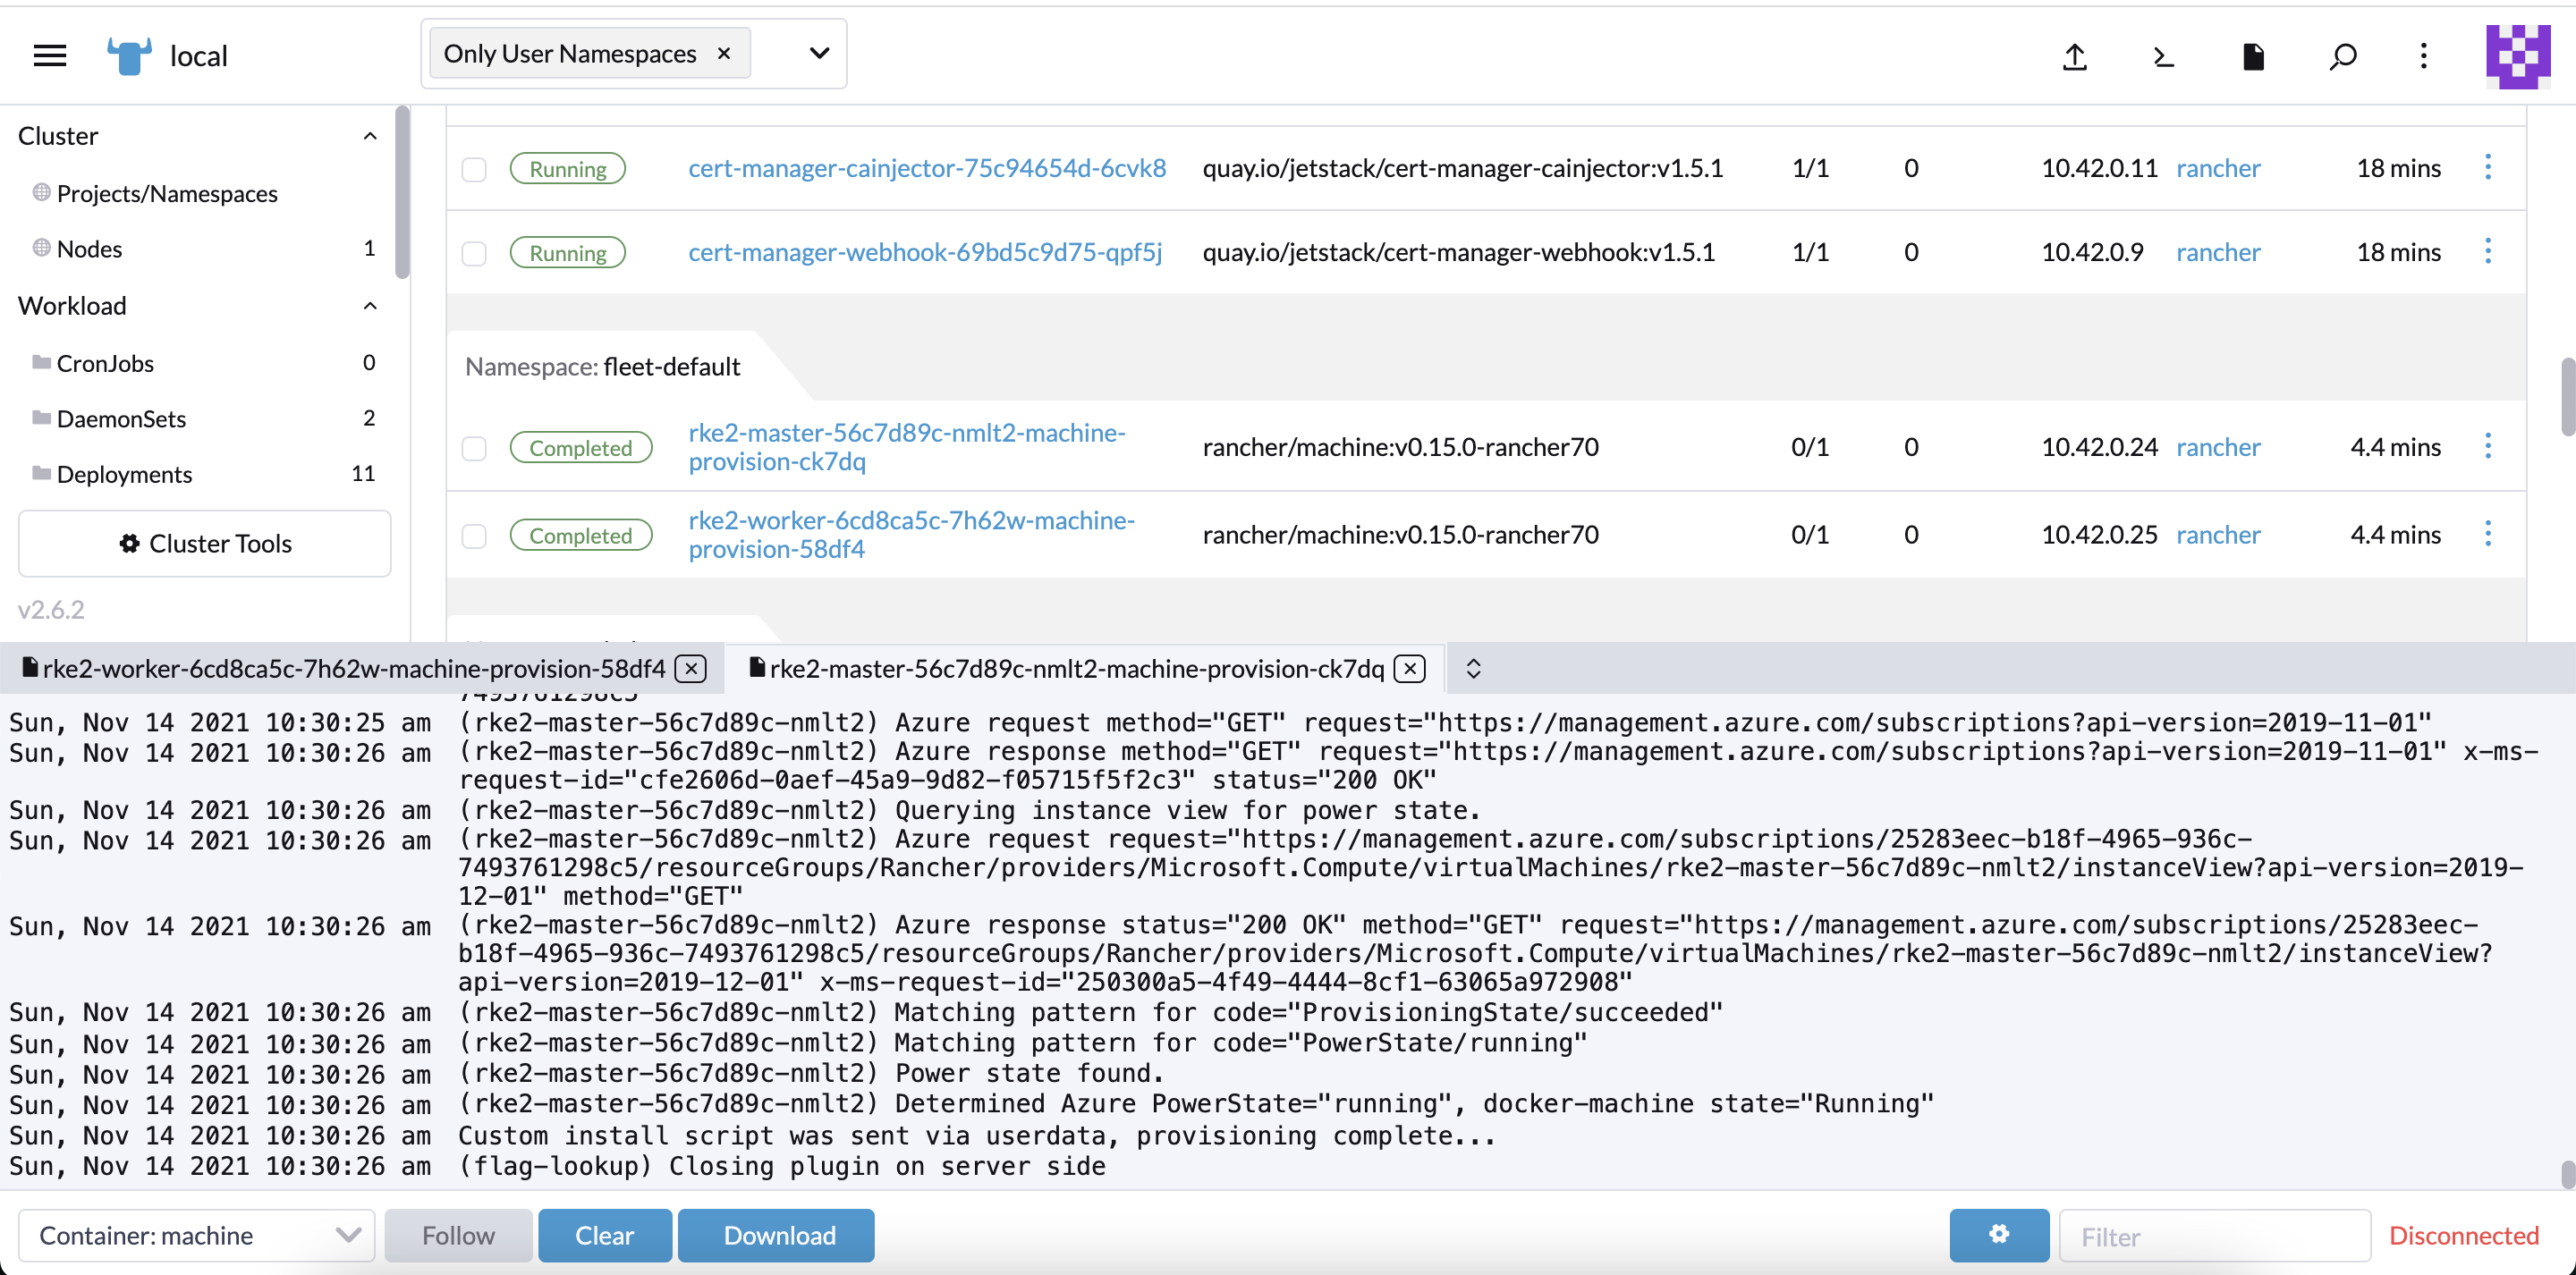 local
Only User Namespaces ×
Cluster
Projects/Namespaces
Nodes 1
Workload
CronJobs 0
DaemonSets 2
Deployments 11
Cluster Tools
v2.6.2
Running cert-manager-cainjector-75c94654d-6cvk8 quay.io/jetstack/cert-manager-cainjector:v1.5.1 1/1 0 10.42.0.11 rancher 18 mins
Running cert-manager-webhook-69bd5c9d75-qpf5j quay.io/jetstack/cert-manager-webhook:v1.5.1 1/1 0 10.42.0.9 rancher 18 mins
Namespace: fleet-default
Completed rke2-master-56c7d89c-nmlt2-machine-
provision-ck7dq rancher/machine:v0.15.0-rancher70 0/1 0 10.42.0.24 rancher 4.4 mins
Completed rke2-worker-6cd8ca5c-7h62w-machine-
provision-58df4 rancher/machine:v0.15.0-rancher70 0/1 0 10.42.0.25 rancher 4.4 mins
rke2-worker-6cd8ca5c-7h62w-machine-provision-58df4 rke2-master-56c7d89c-nmlt2-machine-provision-ck7dq
7493761298c5
Sun, Nov 14 2021 10:30:25 am (rke2-master-56c7d89c-nmlt2) Azure request method="GET" request="https://management.azure.com/subscriptions?api-version=2019-11-01"
Sun, Nov 14 2021 10:30:26 am (rke2-master-56c7d89c-nmlt2) Azure response method="GET" request="https://management.azure.com/subscriptions?api-version=2019-11-01" x-ms-
request-id="cfe2606d-0aef-45a9-9d82-f05715f5f2c3" status="200 OK"
Sun, Nov 14 2021 10:30:26 am (rke2-master-56c7d89c-nmlt2) Querying instance view for power state.
Sun, Nov 14 2021 10:30:26 am (rke2-master-56c7d89c-nmlt2) Azure request request="https://management.azure.com/subscriptions/25283eec-b18f-4965-936c-
7493761298c5/resourceGroups/Rancher/providers/Microsoft.Compute/virtualMachines/rke2-master-56c7d89c-nmlt2/instanceView?api-version=2019-
12-01" method="GET"
Sun, Nov 14 2021 10:30:26 am (rke2-master-56c7d89c-nmlt2) Azure response status="200 OK" method="GET" request="https://management.azure.com/subscriptions/25283eec-
b18f-4965-936c-7493761298c5/resourceGroups/Rancher/providers/Microsoft.Compute/virtualMachines/rke2-master-56c7d89c-nmlt2/instanceView?
api-version=2019-12-01" x-ms-request-id="250300a5-4f49-4444-8cf1-63065a972908"
Sun, Nov 14 2021 10:30:26 am (rke2-master-56c7d89c-nmlt2) Matching pattern for code="ProvisioningState/succeeded"
Sun, Nov 14 2021 10:30:26 am (rke2-master-56c7d89c-nmlt2) Matching pattern for code="PowerState/running"
Sun, Nov 14 2021 10:30:26 am (rke2-master-56c7d89c-nmlt2) Power state found.
Sun, Nov 14 2021 10:30:26 am (rke2-master-56c7d89c-nmlt2) Determined Azure PowerState="running", docker-machine state="Running"
Sun, Nov 14 2021 10:30:26 am Custom install script was sent via userdata, provisioning complete...
Sun, Nov 14 2021 10:30:26 am (flag-lookup) Closing plugin on server side
Container: machine Follow Clear Download Filter Disconnected